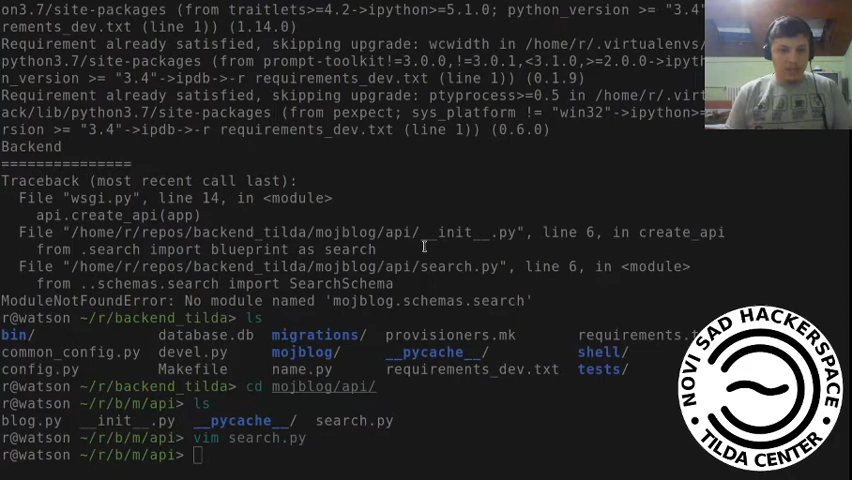 on3.7/site-packages (from traitlets>=4.2->ipython>=5.1.0; python_version >= "3.4"
irements_dev.txt (line 1)) (1.14.0)
Requirement already satisfied, skipping upgrade: wcwidth in /home/r/.virtualenvs/
python3.7/site-packages (from prompt-toolkit!=3.0.0,!=3.0.1,<3.1.0,>=2.0.0->ipyth
n_version >= "3.4"->ipdb->-r requirements_dev.txt (line 1)) (0.1.9)
Requirement already satisfied, skipping upgrade: ptyprocess>=0.5 in /home/r/.virt
ack/lib/python3.7/site-packages (from pexpect; sys_platform != "win32"->ipython>=
rsion >= "3.4"->ipdb->-r requirements_dev.txt (line 1)) (0.6.0)
Backend
===============
Traceback (most recent call last):
File "wsgi.py", line 14, in <module>
api.create_api(app)
File "/home/r/repos/backend_tilda/mojblog/api/__init__.py", line 6, in create_api
from .search import blueprint as search
File "/home/r/repos/backend_tilda/mojblog/api/search.py", line 6, in <module>
from ..schemas.search import SearchSchema
ModuleNotFoundError: No module named 'mojblog.schemas.search'
r@watson ~/r/backend_tilda> ls
bin/ database.db migrations/ provisioners.mk requirements.t
common_config.py devel.py mojblog/ __pycache__/ shell/
config.py Makefile name.py requirements_dev.txt tests/
r@watson ~/r/backend_tilda> cd mojblog/api/
r@watson ~/r/b/m/api> ls
blog.py __init__.py __pycache__/ search.py
r@watson ~/r/b/m/api> vim search.py
r@watson ~/r/b/m/api>
NOVI SAD HACKERSPACE
TILDA CENTER